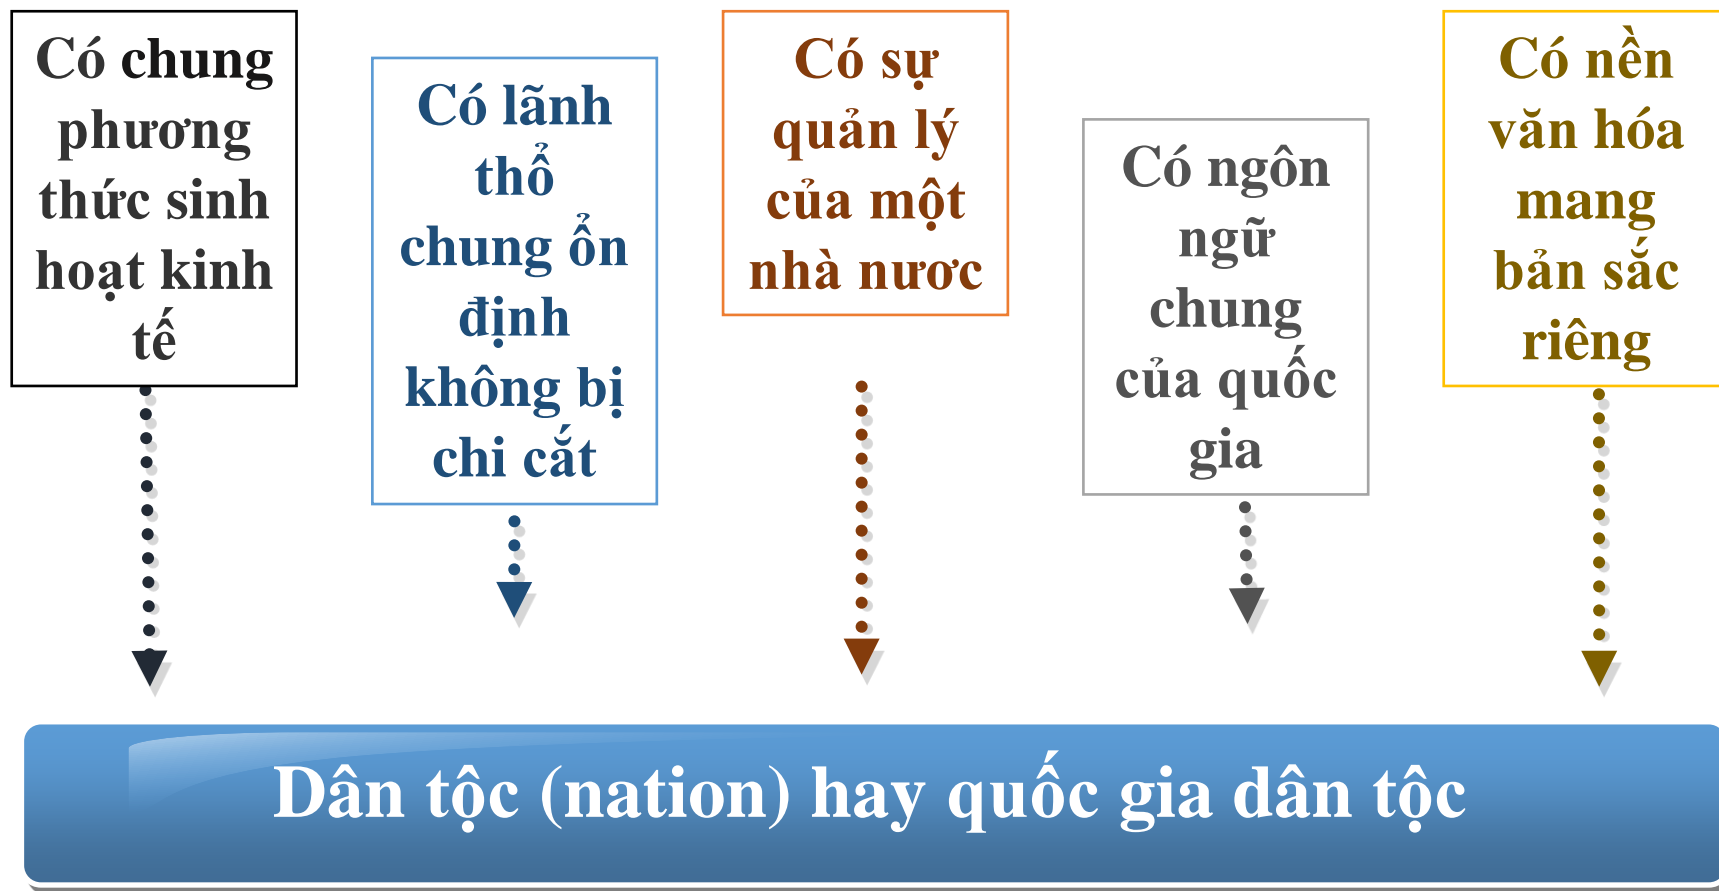 Có chung
phương
thức sinh
hoạt kinh
tế
Có lãnh
thổ
chung ổn
định
không bị
chi cắt
Có sự
quản lý
của một
nhà nươc
Có ngôn
ngữ
chung
của quốc
gia
Có nền
văn hóa
mang
bản sắc
riêng
Dân tộc (nation) hay quốc gia dân tộc